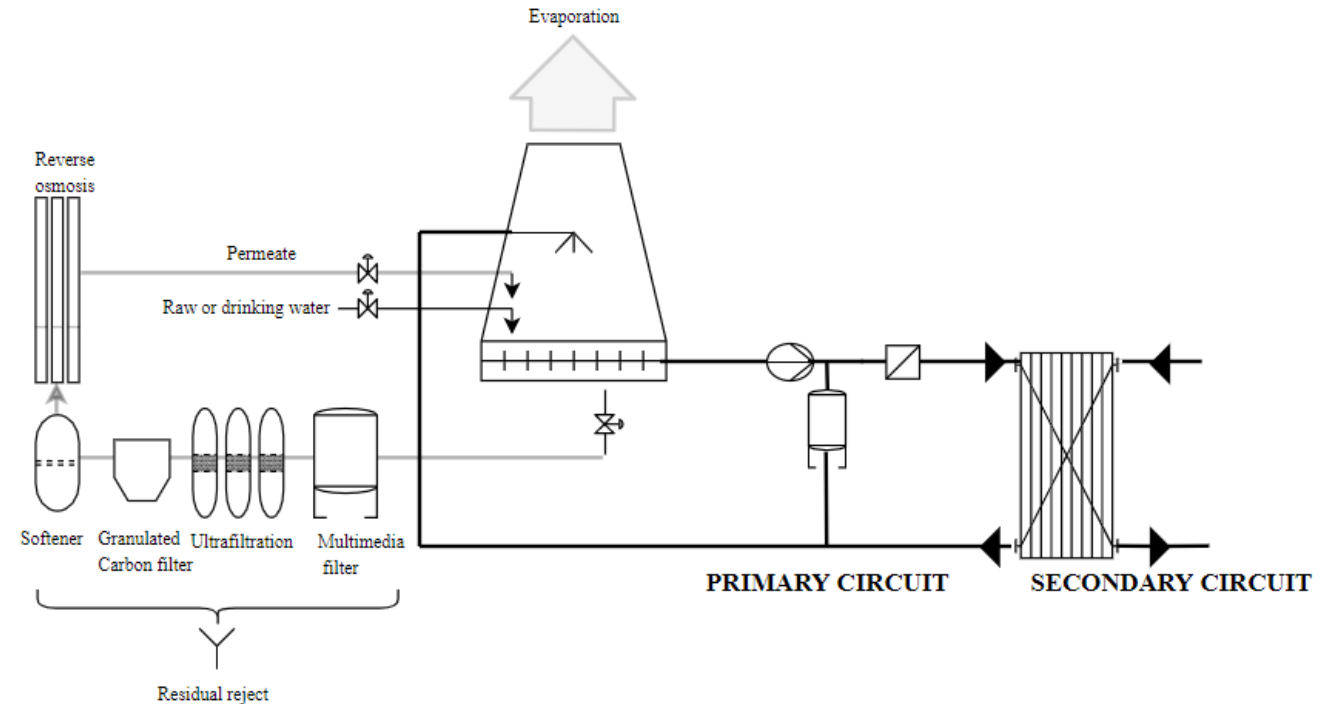 Evaporation
Reverse
osmosis
Permeate
Raw or drinking water
Softener
Granulated
Carbon filter
Ultrafiltration
Multimedia
filter
PRIMARY CIRCUIT
SECONDARY CIRCUIT
Residual reject